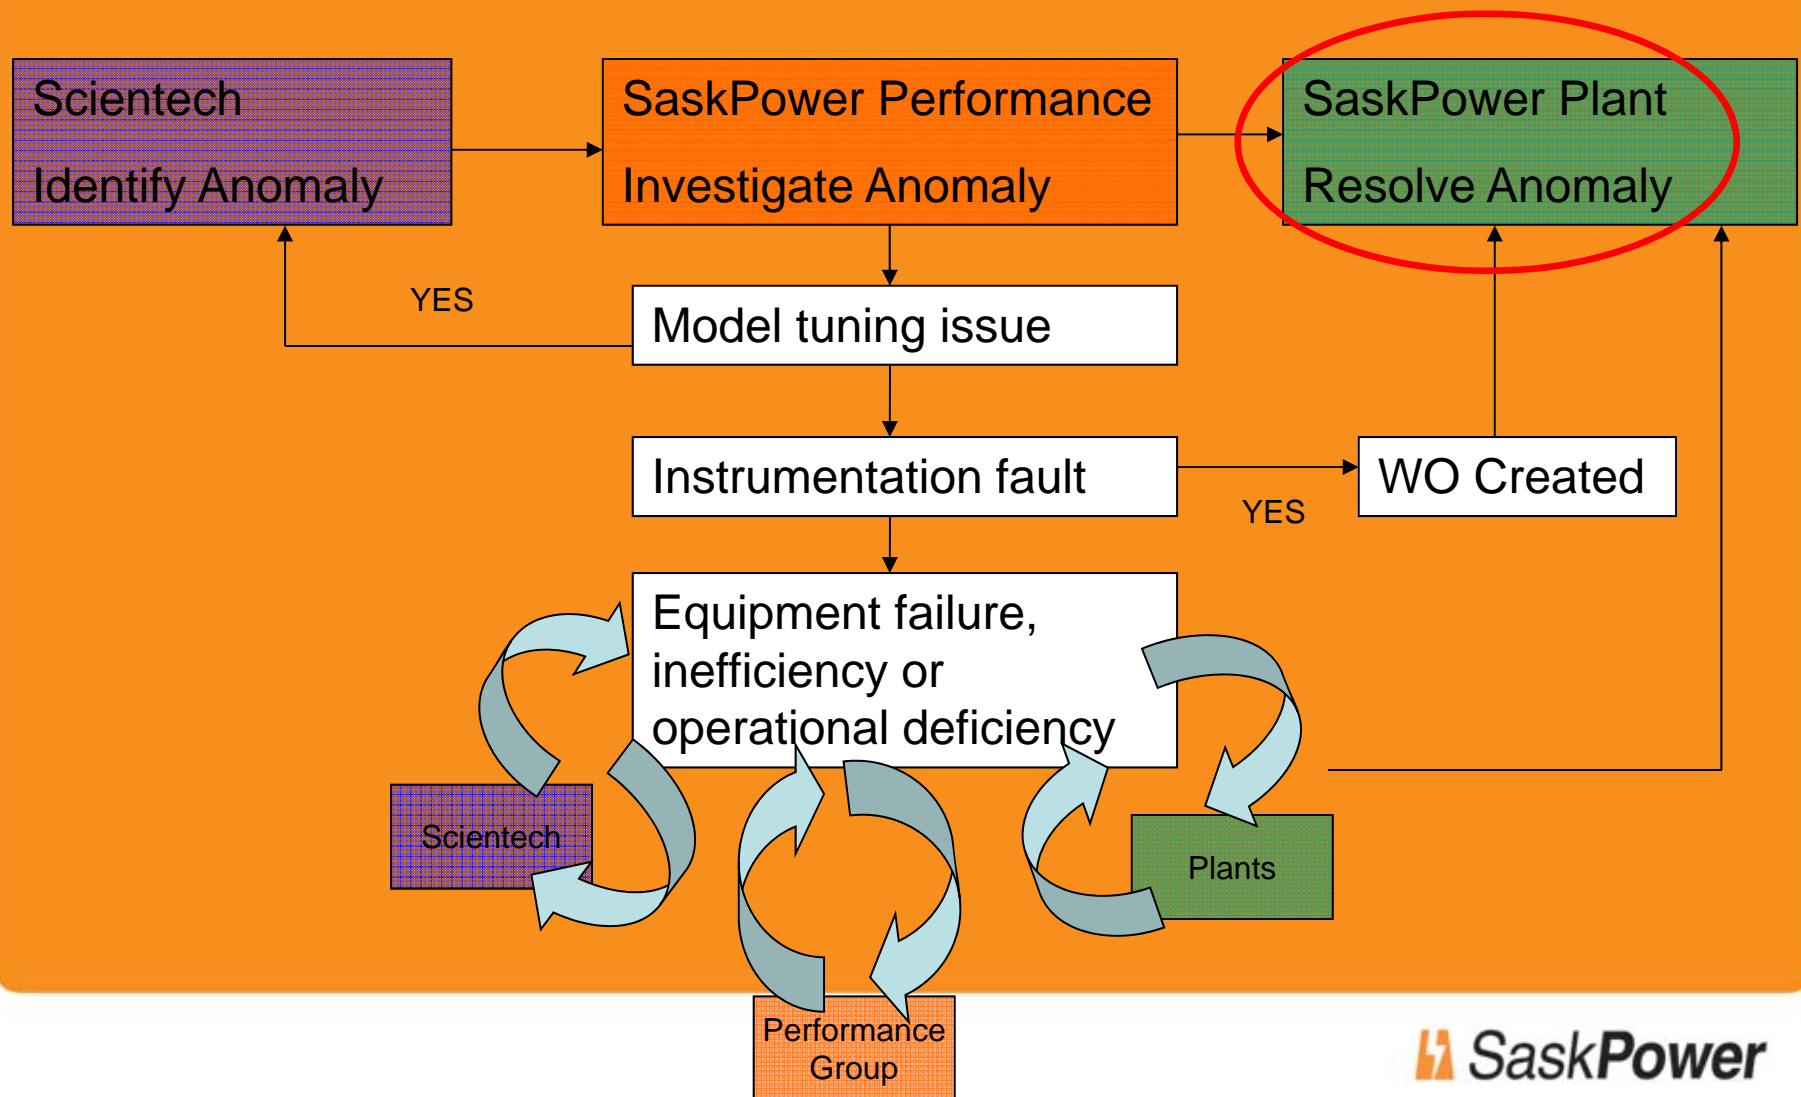 Scientech
Identify Anomaly
SaskPower Performance
Investigate Anomaly
SaskPower Plant
Resolve Anomaly
YES
Model tuning issue
Instrumentation fault
YES
WO Created
Equipment failure,
inefficiency or
operational deficiency
Scientech
Plants
Performance
Group
SaskPower